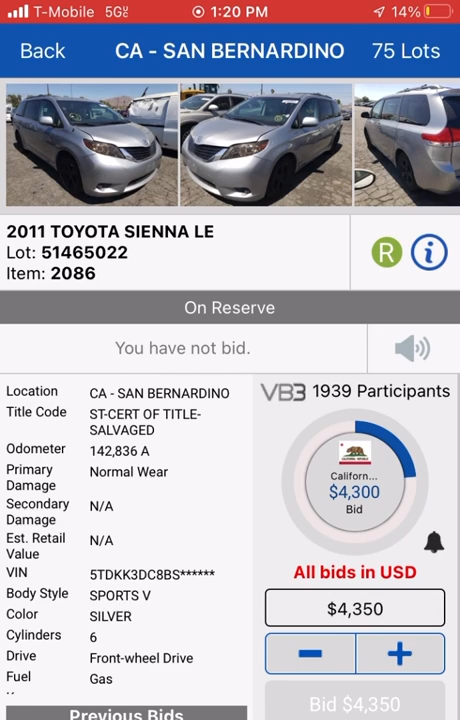 T-Mobile 5G 1:20 PM 14%
Back CA - SAN BERNARDINO 75 Lots
2011 TOYOTA SIENNA LE
Lot: 51465022
Item: 2086
R i
On Reserve
You have not bid.
Location CA - SAN BERNARDINO
Title Code ST-CERT OF TITLE-
SALVAGED
Odometer 142,836 A
Primary
Damage Normal Wear
Secondary
Damage N/A
Est. Retail
Value N/A
VIN 5TDKK3DC8BS******
Body Style SPORTS V
Color SILVER
Cylinders 6
Drive Front-wheel Drive
Fuel Gas
Previous Bids
VB3 1939 Participants
Californ...
$4,300
Bid
All bids in USD
$4,350
Bid $4,350